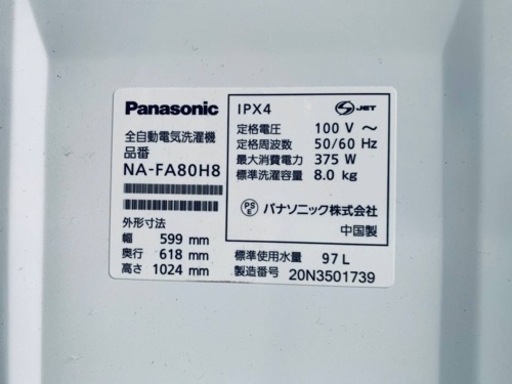 Panasonic
全自動電気洗濯機
品番
NA-FA80H8
外形寸法
幅 599 mm
奥行 618 mm
高さ 1024 mm
IPX4
S JET
定格電圧 100 V ～
定格周波数 50/60 Hz
最大消費電力 375 W
標準洗濯容量 8.0 kg
PS E パナソニック株式会社
中国製
標準使用水量 97 L
製造番号 20N3501739